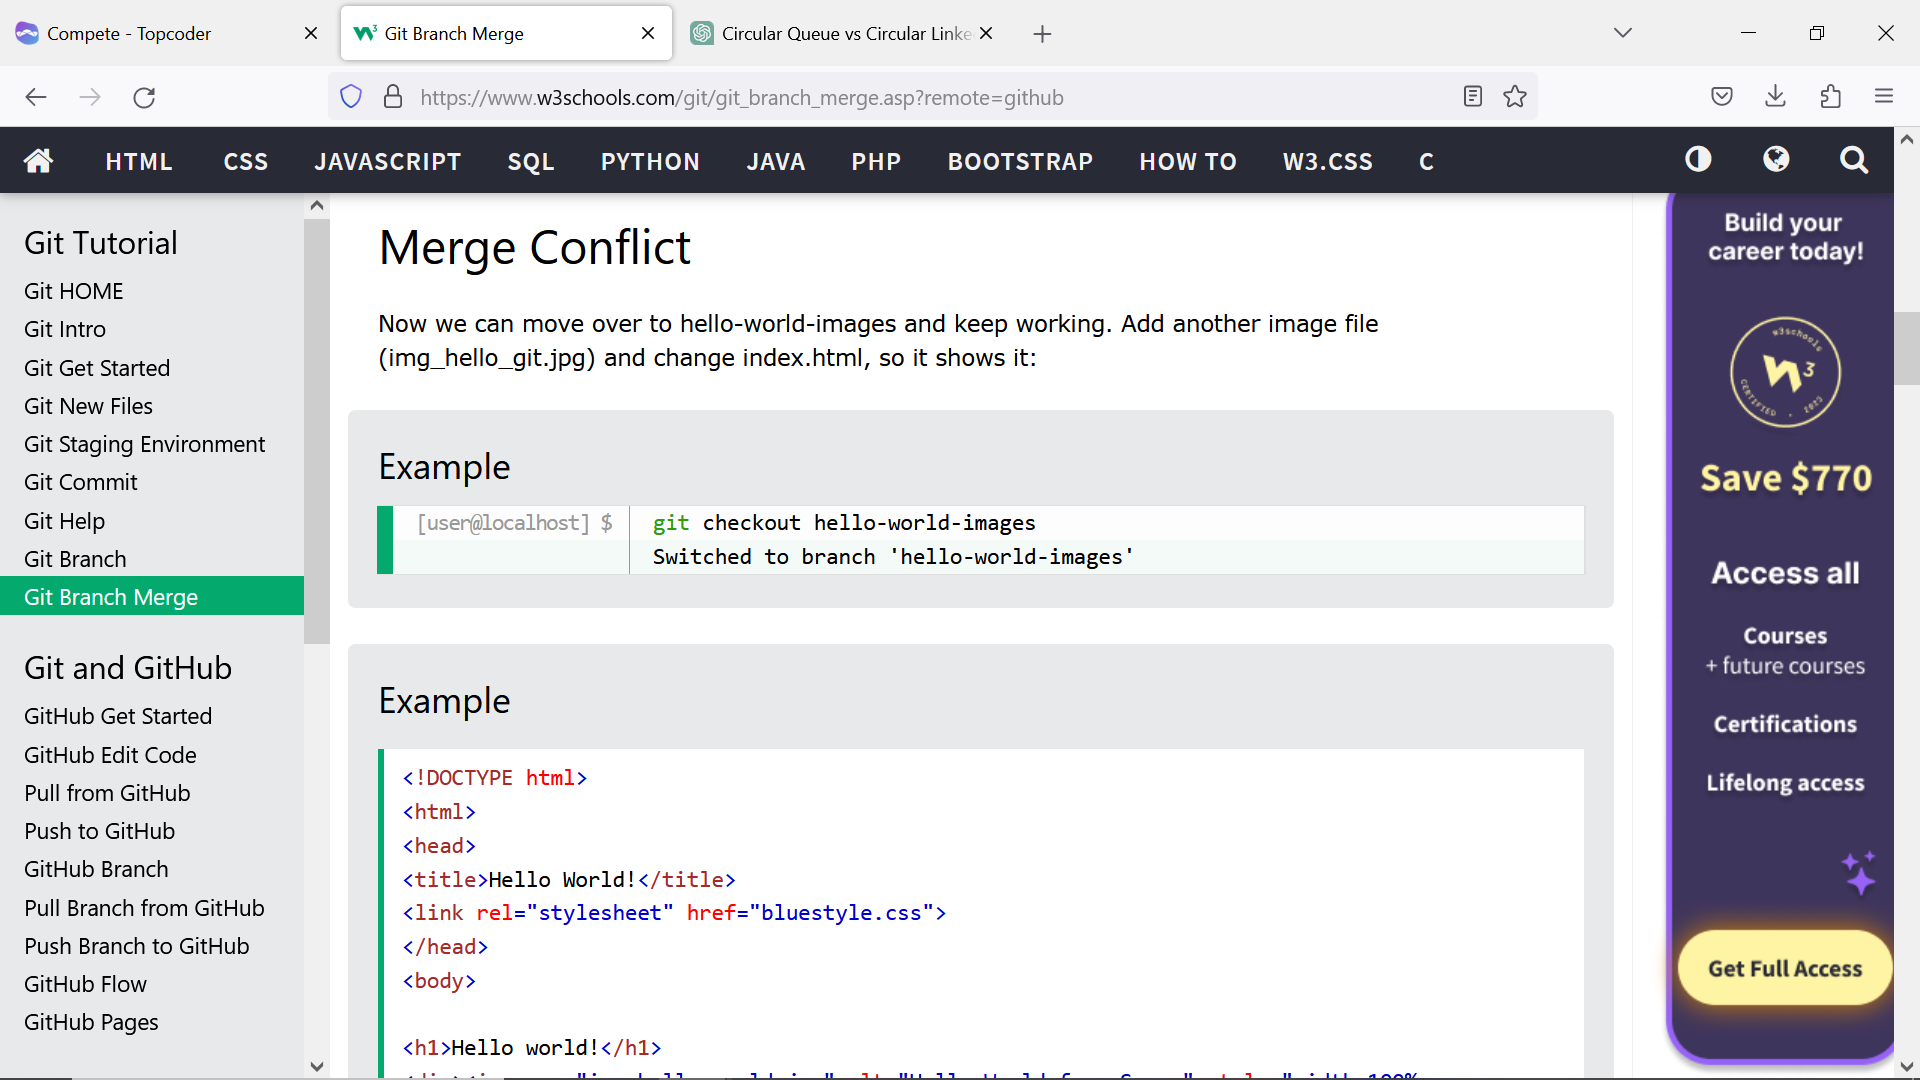 Compete - Topcoder
Git Branch Merge
Circular Queue vs Circular Linke
https://www.w3schools.com/git/git_branch_merge.asp?remote=github
HTML CSS JAVASCRIPT SQL PYTHON JAVA PHP BOOTSTRAP HOW TO W3.CSS C
Git Tutorial
Git HOME
Git Intro
Git Get Started
Git New Files
Git Staging Environment
Git Commit
Git Help
Git Branch
Git Branch Merge
Git and GitHub
GitHub Get Started
GitHub Edit Code
Pull from GitHub
Push to GitHub
GitHub Branch
Pull Branch from GitHub
Push Branch to GitHub
GitHub Flow
GitHub Pages
Merge Conflict
Now we can move over to hello-world-images and keep working. Add another image file
(img_hello_git.jpg) and change index.html, so it shows it:
Example
[user@localhost] $ git checkout hello-world-images
Switched to branch 'hello-world-images'
Example
<!DOCTYPE html>
<html>
<head>
<title>Hello World!</title>
<link rel="stylesheet" href="bluestyle.css">
</head>
<body>
<h1>Hello world!</h1>
Build your
career today!
w3schools
W3
CERTIFIED . 2023
Save $770
Access all
Courses
+ future courses
Certifications
Lifelong access
Get Full Access